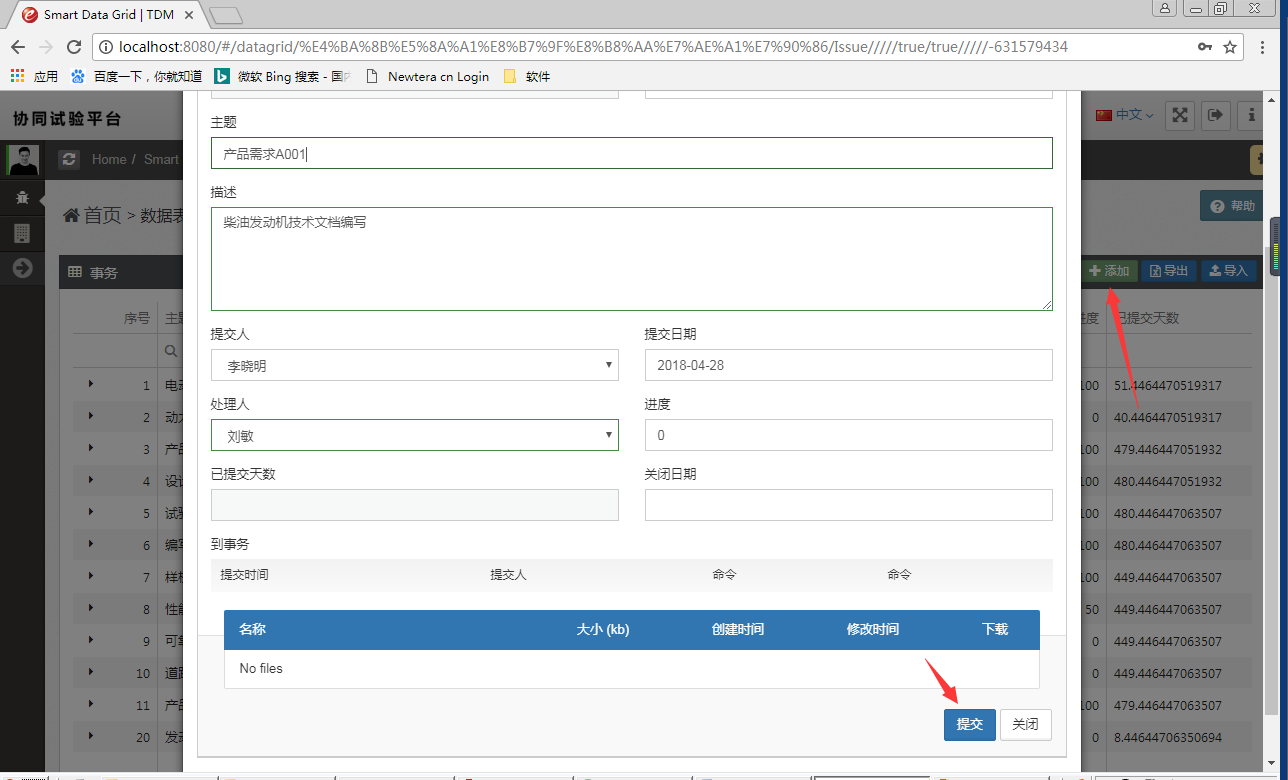 Smart Data Grid | TDM
localhost:8080/#/datagrid/%E4%BA%8B%E5%8A%A1%E8%B7%9F%E8%B8%AA%E7%AE%A1%E7%90%86/Issue/////true/true/////-631579434
应用 百度一下，你就知道 微软 Bing 搜索 - 国 Newtera cn Login 软件
协同试验平台 中文
Home / Smart
首页 > 数据表
帮助
事务 添加 导出 导入
主题
产品需求A001
描述
柴油发动机技术文档编写
提交人 提交日期
李晓明 2018-04-28
处理人 进度
刘敏 0
已提交天数 关闭日期
到事务
提交时间 提交人 命令 命令
名称 大小 (kb) 创建时间 修改时间 下载
No files
提交 关闭
序号 主题 进度 已提交天数
1 电 100 51.4464470519317
2 动 0 40.4464470519317
3 产品 100 479.446447051932
4 设 100 480.446447051932
5 试验 100 480.446447063507
6 编写 100 480.446447063507
7 样 100 449.446447063507
8 性能 50 449.446447063507
9 可靠 0 449.446447063507
10 道路 0 449.446447063507
11 产品 100 479.446447063507
20 发 0 8.44644706350694